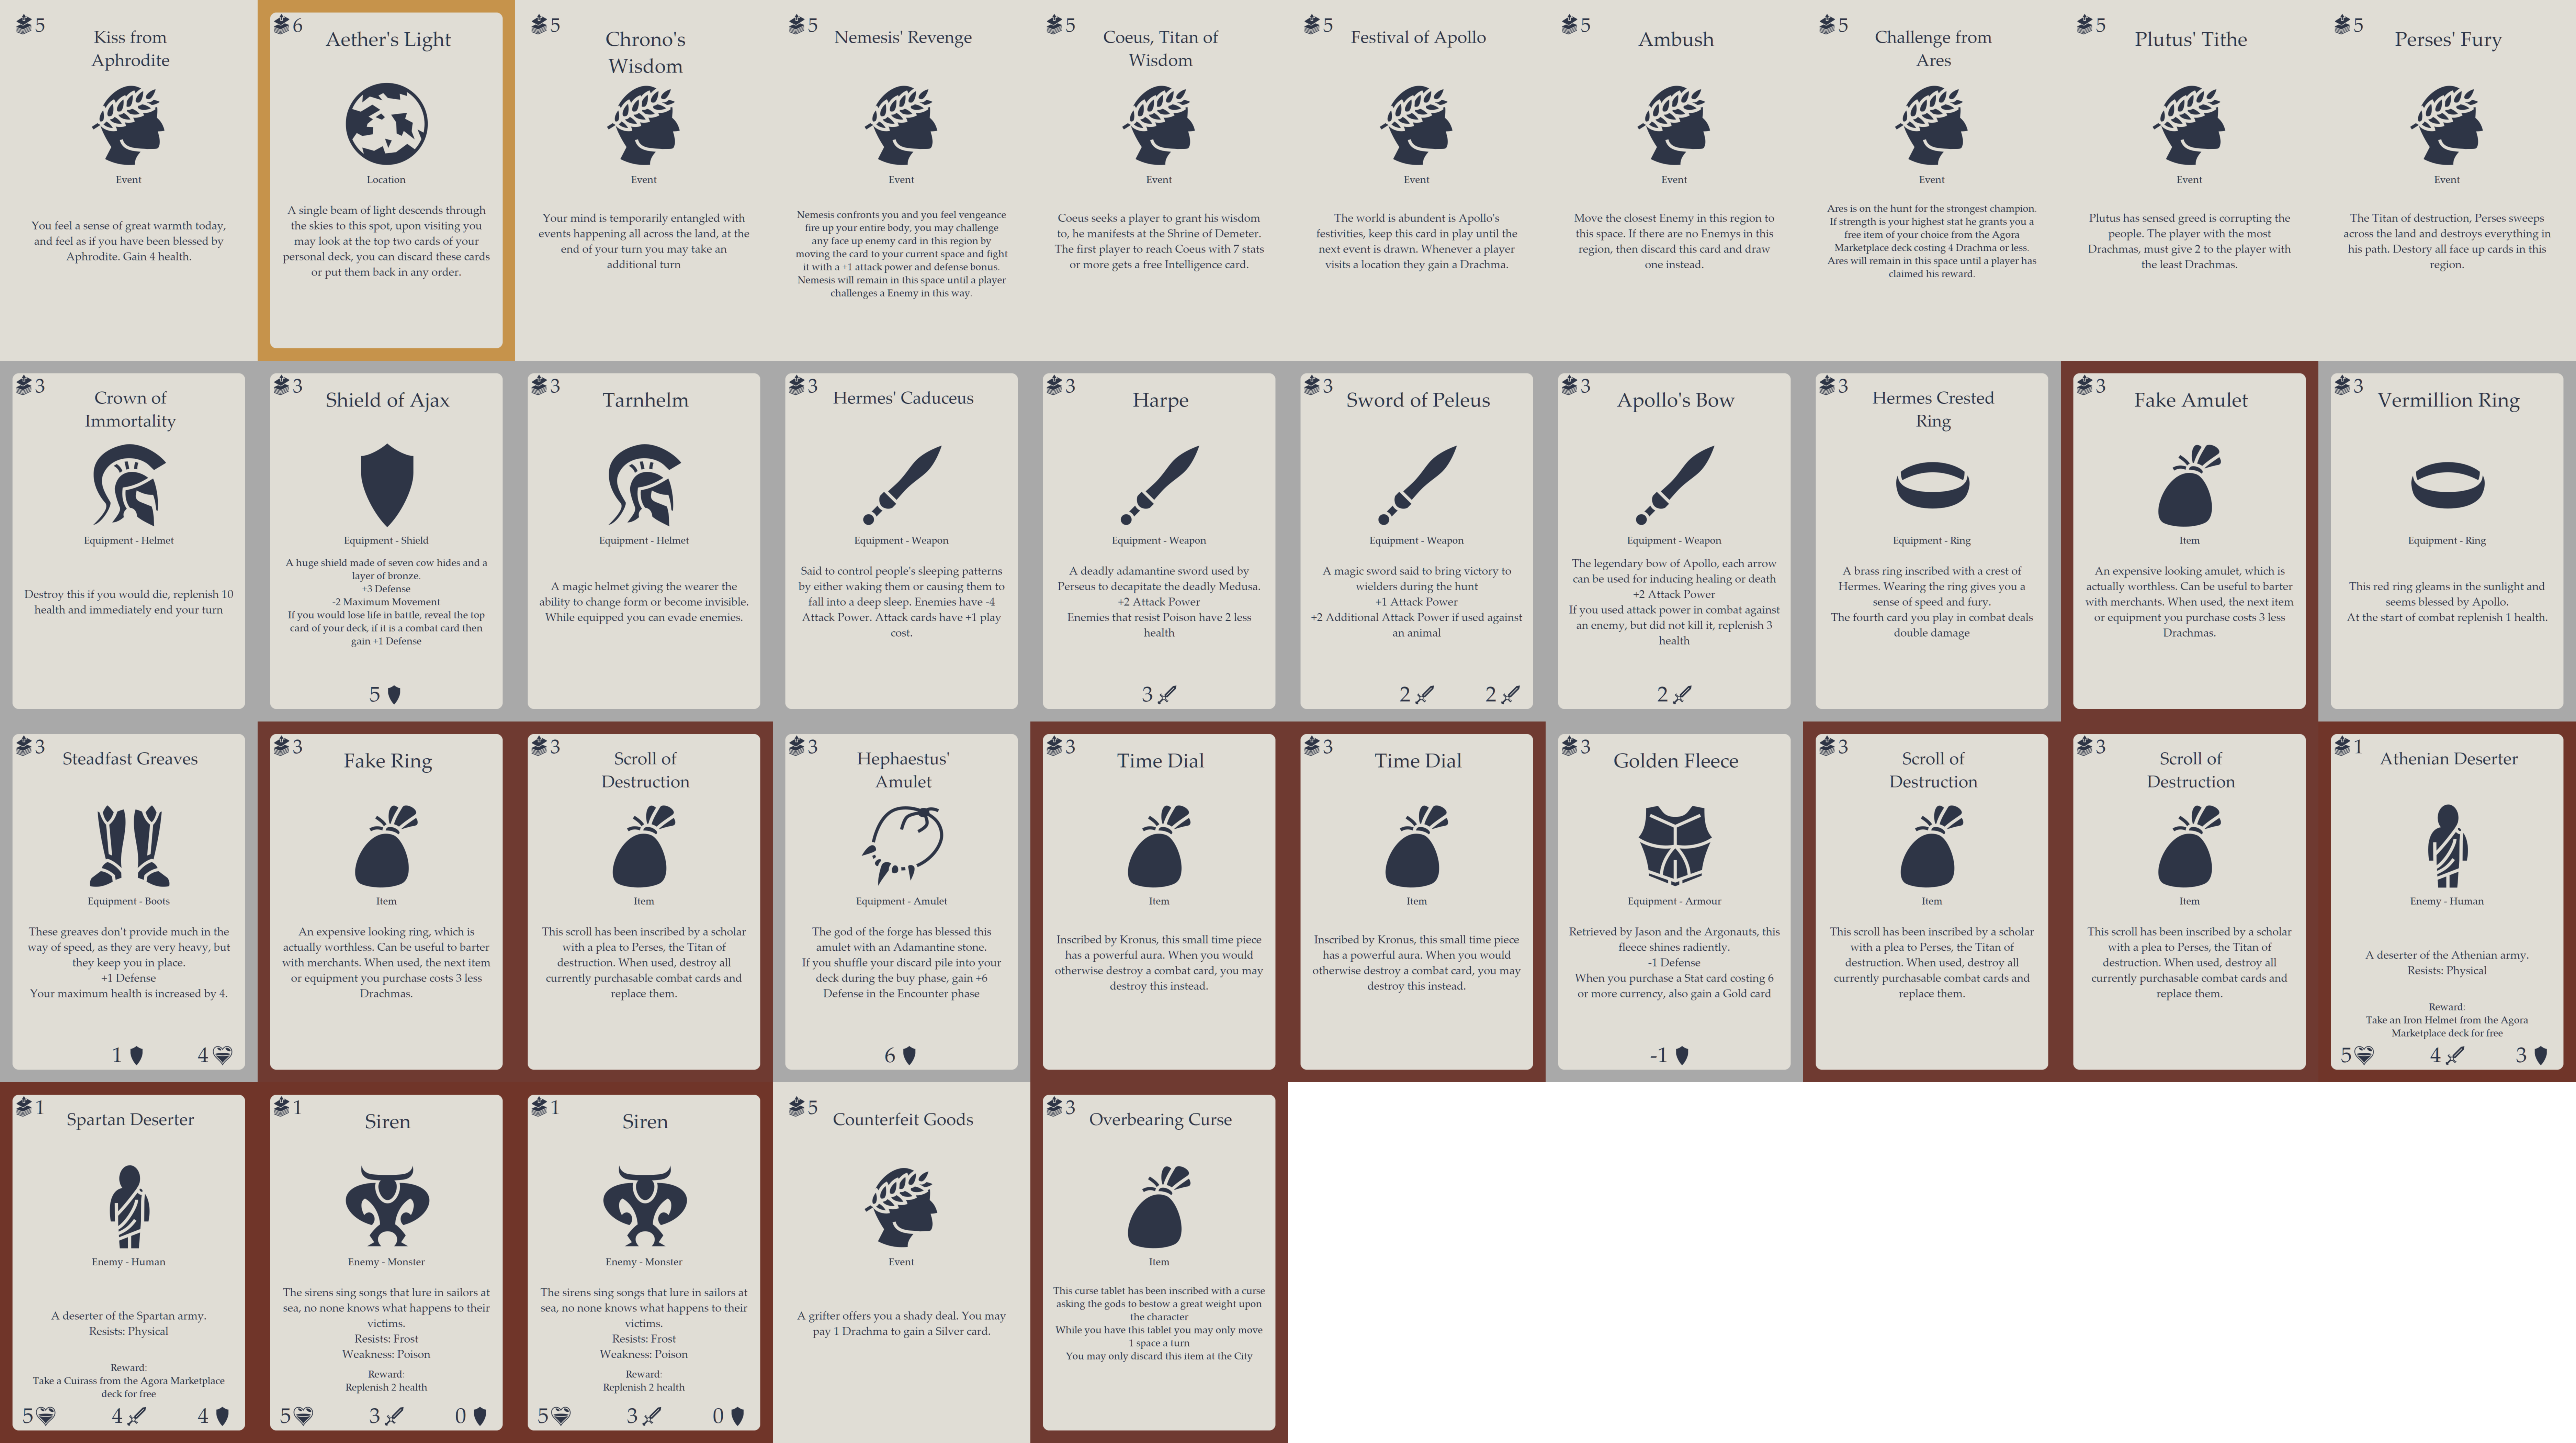 5
Kiss from
Aphrodite
Event
You feel a sense of great warmth today,
and feel as if you have been blessed by
Aphrodite. Gain 4 health.
6
Aether's Light
Location
A single beam of light descends through
the skies to this spot, upon visiting you
may look at the top two cards of your
personal deck, you can discard these cards
or put them back in any order.
5
Chrono's
Wisdom
Event
Your mind is temporarily entangled with
events happening all across the land, at the
end of your turn you may take an
additional turn
5
Nemesis' Revenge
Event
Nemesis confronts you and you feel vengeance
fire up your entire body, you may challenge
any face up enemy card in this region by
moving the card to your current space and fight
it with a +1 attack power and defense bonus.
Nemesis will remain in this space until a player
challenges a Enemy in this way.
5
Coeus, Titan of
Wisdom
Event
Coeus seeks a player to grant his wisdom
to, he manifests at the Shrine of Demeter.
The first player to reach Coeus with 7 stats
or more gets a free Intelligence card.
5
Festival of Apollo
Event
The world is abundent is Apollo's
festivities, keep this card in play until the
next event is drawn. Whenever a player
visits a location they gain a Drachma.
5
Ambush
Event
Move the closest Enemy in this region to
this space. If there are no Enemys in this
region, then discard this card and draw
one instead.
5
Challenge from
Ares
Event
Ares is on the hunt for the strongest champion.
If strength is your highest stat he grants you a
free item of your choice from the Agora
Marketplace deck costing 4 Drachma or less.
Ares will remain in this space until a player has
claimed his reward.
5
Plutus' Tithe
Event
Plutus has sensed greed is corrupting the
people. The player with the most
Drachmas, must give 2 to the player with
the least Drachmas.
5
Perses' Fury
Event
The Titan of destruction, Perses sweeps
across the land and destroys everything in
his path. Destory all face up cards in this
region.
3
Crown of
Immortality
Equipment - Helmet
Destroy this if you would die, replenish 10
health and immediately end your turn
3
Shield of Ajax
Equipment - Shield
A huge shield made of seven cow hides and a
layer of bronze.
+3 Defense
-2 Maximum Movement
If you would lose life in battle, reveal the top
card of your deck, if it is a combat card then
gain +1 Defense
5
3
Tarnhelm
Equipment - Helmet
A magic helmet giving the wearer the
ability to change form or become invisible.
While equipped you can evade enemies.
3
Hermes' Caduceus
Equipment - Weapon
Said to control people's sleeping patterns
by either waking them or causing them to
fall into a deep sleep. Enemies have -4
Attack Power. Attack cards have +1 play
cost.
3
Harpe
Equipment - Weapon
A deadly adamantine sword used by
Perseus to decapitate the deadly Medusa.
+2 Attack Power
Enemies that resist Poison have 2 less
health
3
3
Sword of Peleus
Equipment - Weapon
A magic sword said to bring victory to
wielders during the hunt
+1 Attack Power
+2 Additional Attack Power if used against
an animal
2 2
3
Apollo's Bow
Equipment - Weapon
The legendary bow of Apollo, each arrow
can be used for inducing healing or death
+2 Attack Power
If you used attack power in combat against
an enemy, but did not kill it, replenish 3
health
2
3
Hermes Crested
Ring
Equipment - Ring
A brass ring inscribed with a crest of
Hermes. Wearing the ring gives you a
sense of speed and fury.
The fourth card you play in combat deals
double damage
3
Fake Amulet
Item
An expensive looking amulet, which is
actually worthless. Can be useful to barter
with merchants. When used, the next item
or equipment you purchase costs 3 less
Drachmas.
3
Vermillion Ring
Equipment - Ring
This red ring gleams in the sunlight and
seems blessed by Apollo.
At the start of combat replenish 1 health.
3
Steadfast Greaves
Equipment - Boots
These greaves don't provide much in the
way of speed, as they are very heavy, but
they keep you in place.
+1 Defense
Your maximum health is increased by 4.
1 4
3
Fake Ring
Item
An expensive looking ring, which is
actually worthless. Can be useful to barter
with merchants. When used, the next item
or equipment you purchase costs 3 less
Drachmas.
3
Scroll of
Destruction
Item
This scroll has been inscribed by a scholar
with a plea to Perses, the Titan of
destruction. When used, destroy all
currently purchasable combat cards and
replace them.
3
Hephaestus'
Amulet
Equipment - Amulet
The god of the forge has blessed this
amulet with an Adamantine stone.
If you shuffle your discard pile into your
deck during the buy phase, gain +6
Defense in the Encounter phase
6
3
Time Dial
Item
Inscribed by Kronus, this small time piece
has a powerful aura. When you would
otherwise destroy a combat card, you may
destroy this instead.
3
Time Dial
Item
Inscribed by Kronus, this small time piece
has a powerful aura. When you would
otherwise destroy a combat card, you may
destroy this instead.
3
Golden Fleece
Equipment - Armour
Retrieved by Jason and the Argonauts, this
fleece shines radiently.
-1 Defense
When you purchase a Stat card costing 6
or more currency, also gain a Gold card
-1
3
Scroll of
Destruction
Item
This scroll has been inscribed by a scholar
with a plea to Perses, the Titan of
destruction. When used, destroy all
currently purchasable combat cards and
replace them.
3
Scroll of
Destruction
Item
This scroll has been inscribed by a scholar
with a plea to Perses, the Titan of
destruction. When used, destroy all
currently purchasable combat cards and
replace them.
1
Athenian Deserter
Enemy - Human
A deserter of the Athenian army.
Resists: Physical
Reward:
Take an Iron Helmet from the Agora
Marketplace deck for free
5 4 3
1
Spartan Deserter
Enemy - Human
A deserter of the Spartan army.
Resists: Physical
Reward:
Take a Cuirass from the Agora Marketplace
deck for free
5 4 4
1
Siren
Enemy - Monster
The sirens sing songs that lure in sailors at
sea, no none knows what happens to their
victims.
Resists: Frost
Weakness: Poison
Reward:
Replenish 2 health
5 3 0
1
Siren
Enemy - Monster
The sirens sing songs that lure in sailors at
sea, no none knows what happens to their
victims.
Resists: Frost
Weakness: Poison
Reward:
Replenish 2 health
5 3 0
5
Counterfeit Goods
Event
A grifter offers you a shady deal. You may
pay 1 Drachma to gain a Silver card.
3
Overbearing Curse
Item
This curse tablet has been inscribed with a curse
asking the gods to bestow a great weight upon
the character
While you have this tablet you may only move
1 space a turn
You may only discard this item at the City